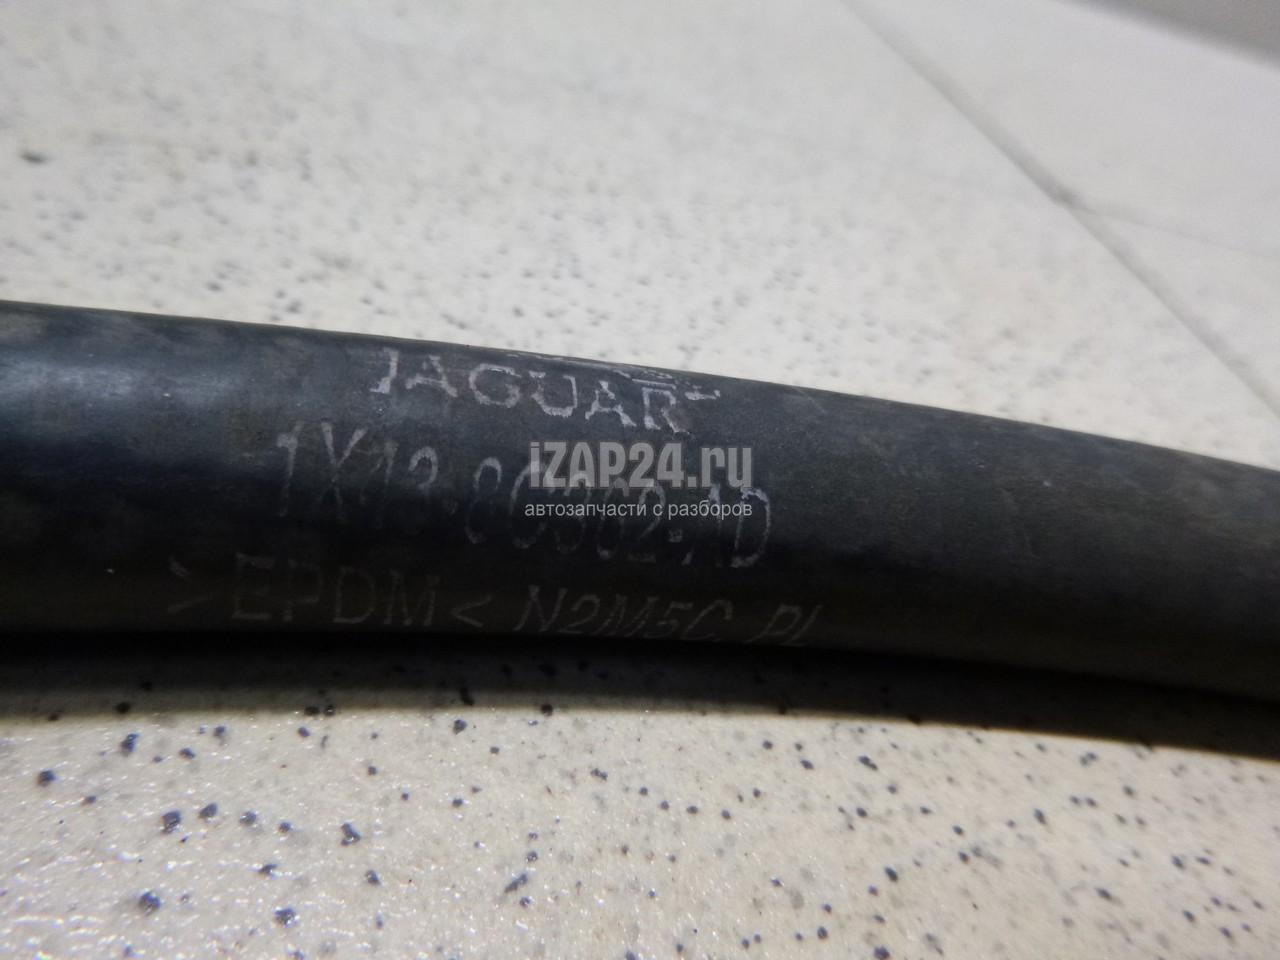 JAGUAR
1X43-8C362-AD
iZAP24.ru
автозапчасти с разборов
>EPDM< N2M5C PL